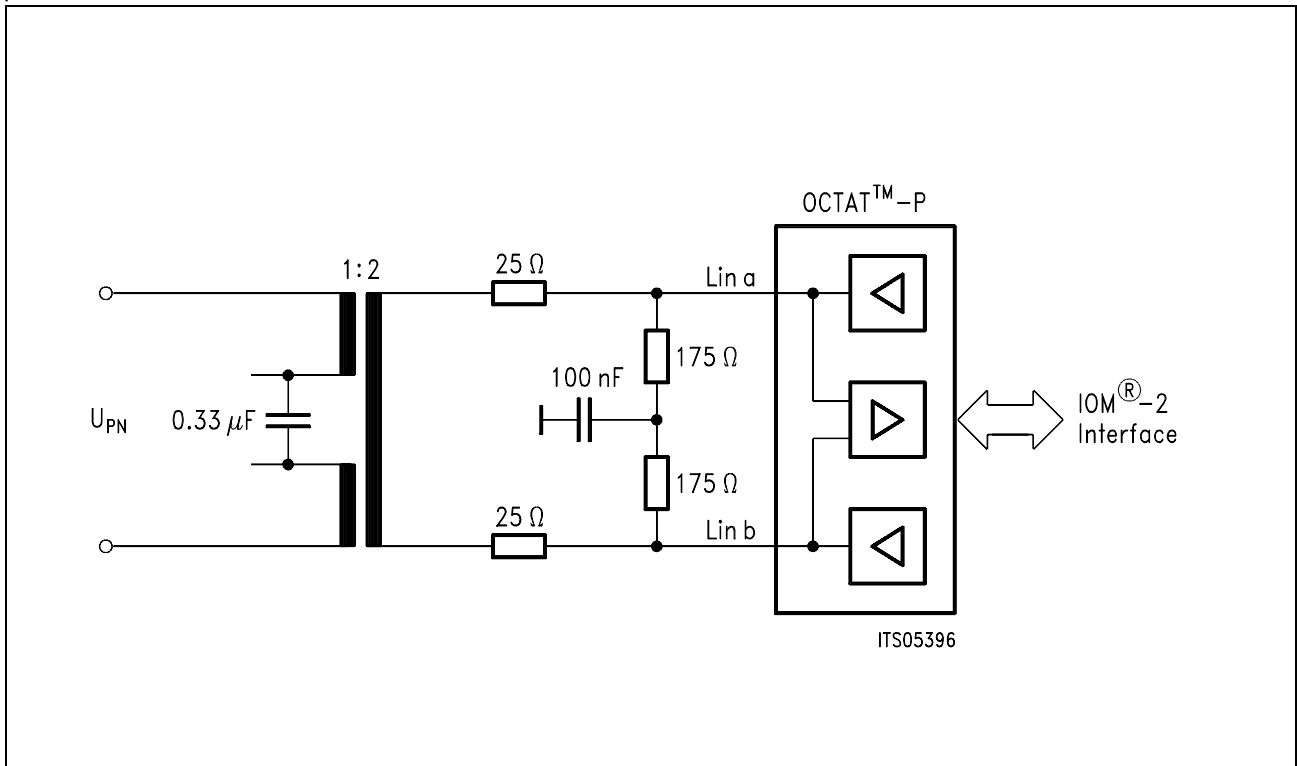 OCTAT™-P
1:2
25 Ω
Lin a
175 Ω
100 nF
U_PN
0.33 μF
IOM®-2
Interface
175 Ω
25 Ω
Lin b
ITS05396